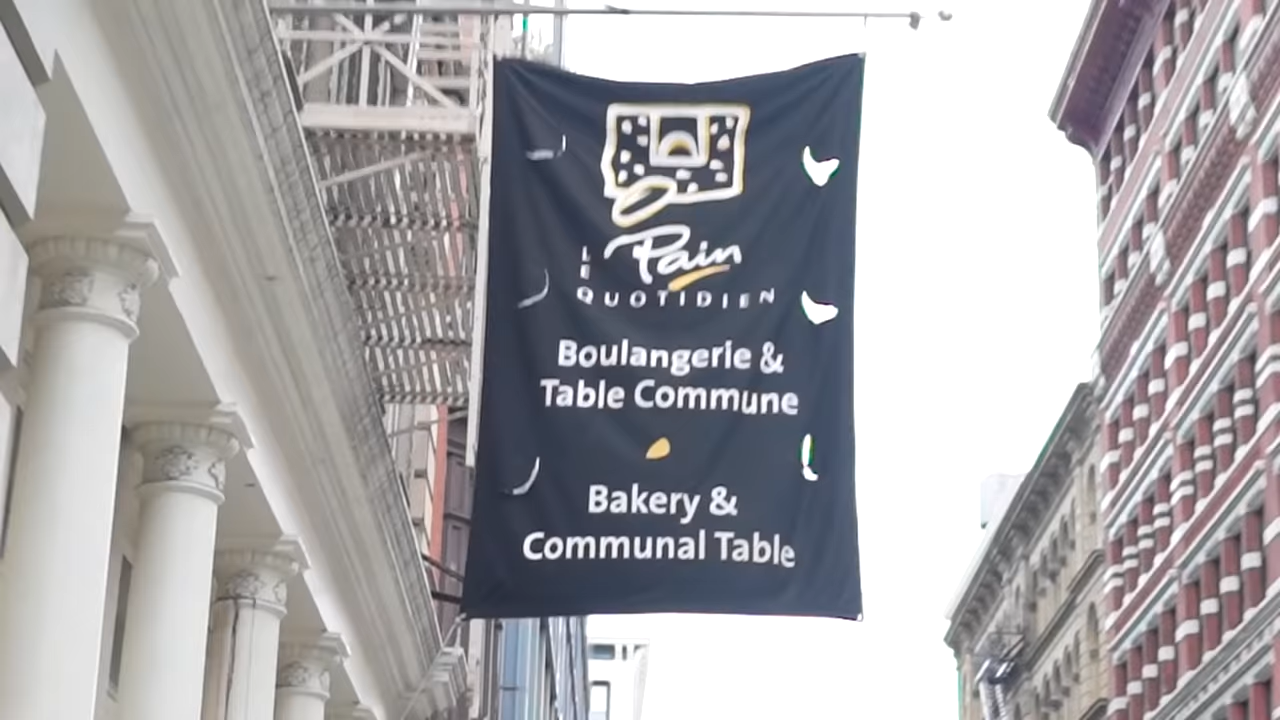 LE Pain
QUOTIDIEN
Boulangerie &
Table Commune
Bakery &
Communal Table